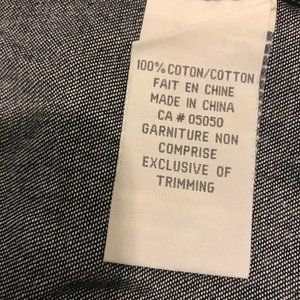 100% COTON/COTTON
FAIT EN CHINE
MADE IN CHINA
CA # 05050
GARNITURE NON
COMPRISE
EXCLUSIVE OF
TRIMMING